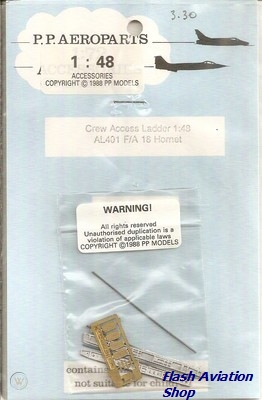 3.30
P.P. AEROPARTS
1 : 48
ACCESSORIES
COPYRIGHT ©1988 PP MODELS
Crew Access Ladder 1:48
AL431 F/A 18 Hornet
WARNING!
All rights reserved
Unauthorised duplication is a
violation of applicable laws
COPYRIGHT ©1988 PP MODELS
contains
not suitable for
Flash Aviation
Shop